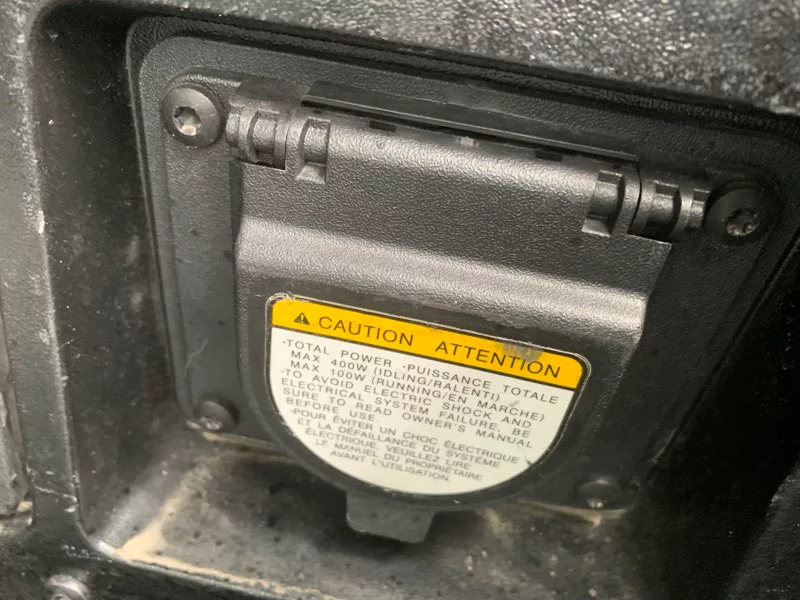 ⚠ CAUTION ATTENTION
·TOTAL POWER ·PUISSANCE TOTALE
MAX 400W (IDLING/RALENTI)
MAX 100W (RUNNING/EN MARCHE)
·TO AVOID ELECTRIC SHOCK AND
ELECTRICAL SYSTEM FAILURE, BE
SURE TO READ OWNER'S MANUAL
BEFORE USE.
·POUR ÉVITER UN CHOC ÉLECTRIQUE
ET LA DÉFAILLANCE DU SYSTÈME
ÉLECTRIQUE, VEUILLEZ LIRE
LE MANUEL DU PROPRIÉTAIRE
AVANT L'UTILISATION.